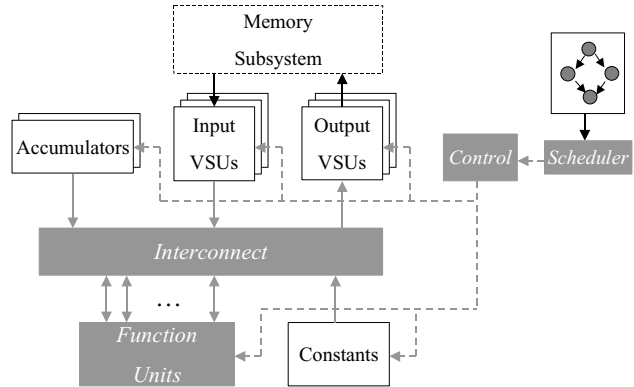 Memory
Subsystem
Accumulators
Input
VSUs
Output
VSUs
Control
Scheduler
Interconnect
...
Function
Units
Constants